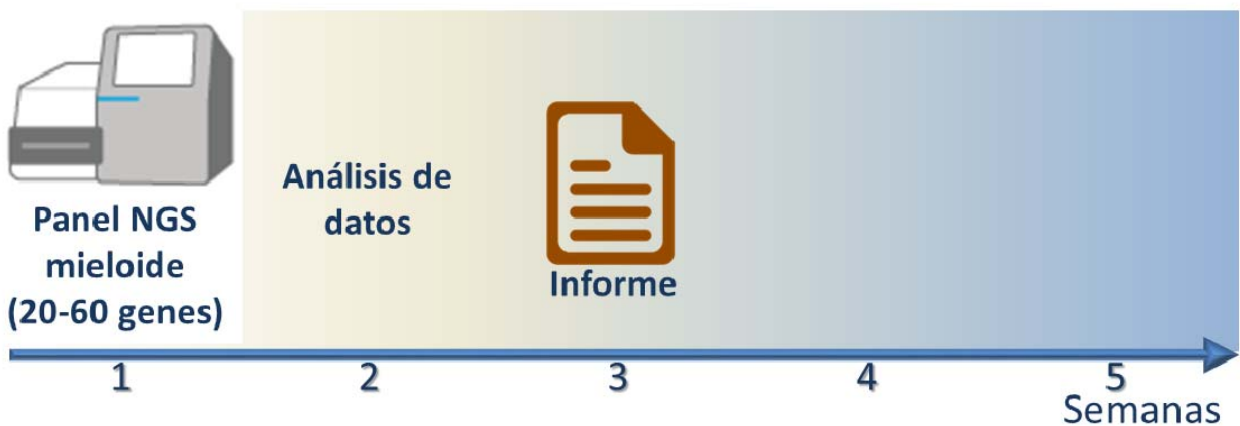 Panel NGS
mieloide
(20-60 genes)
Análisis de
datos
Informe
1 2 3 4 5
Semanas